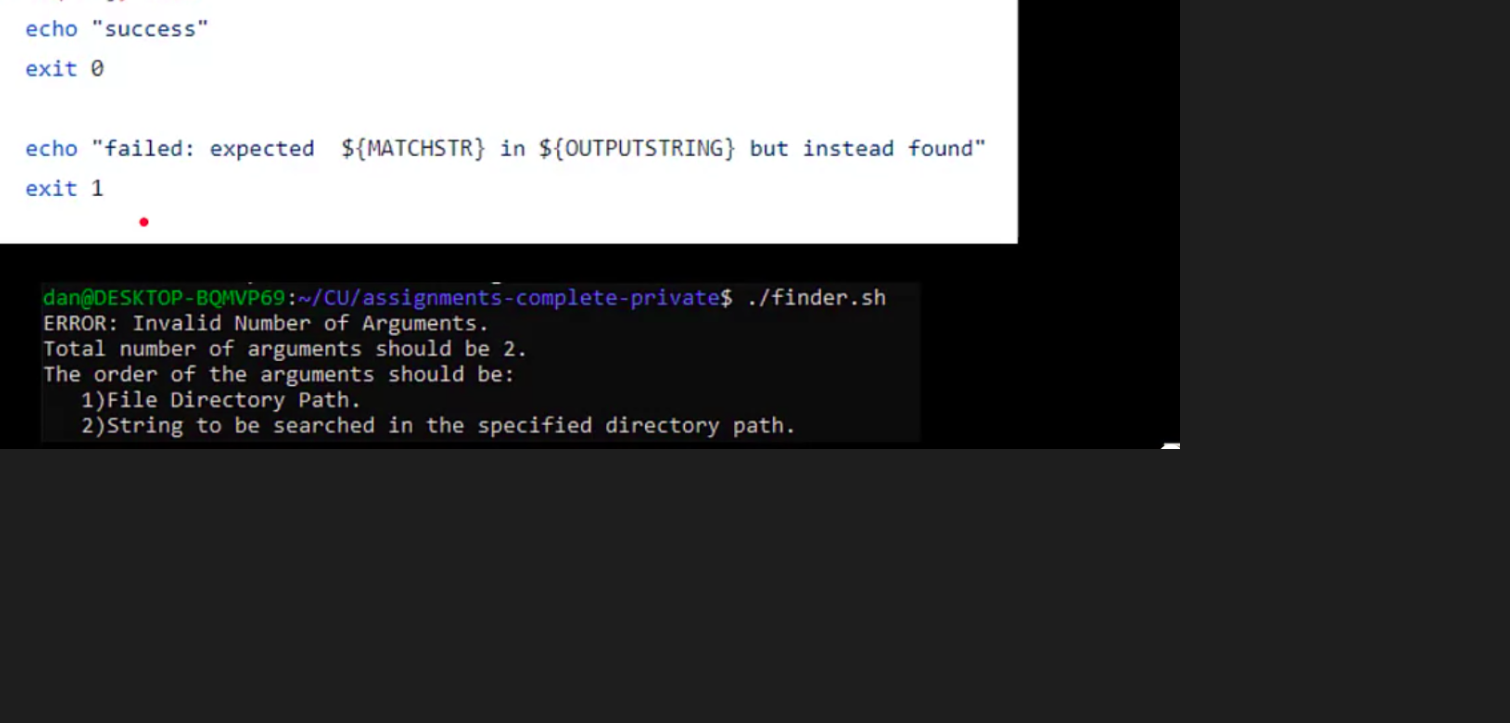 echo "success"
exit 0
echo "failed: expected  ${MATCHSTR} in ${OUTPUTSTRING} but instead found"
exit 1
dan@DESKTOP-BQMVP69:~/CU/assignments-complete-private$ ./finder.sh
ERROR: Invalid Number of Arguments.
Total number of arguments should be 2.
The order of the arguments should be:
   1)File Directory Path.
   2)String to be searched in the specified directory path.